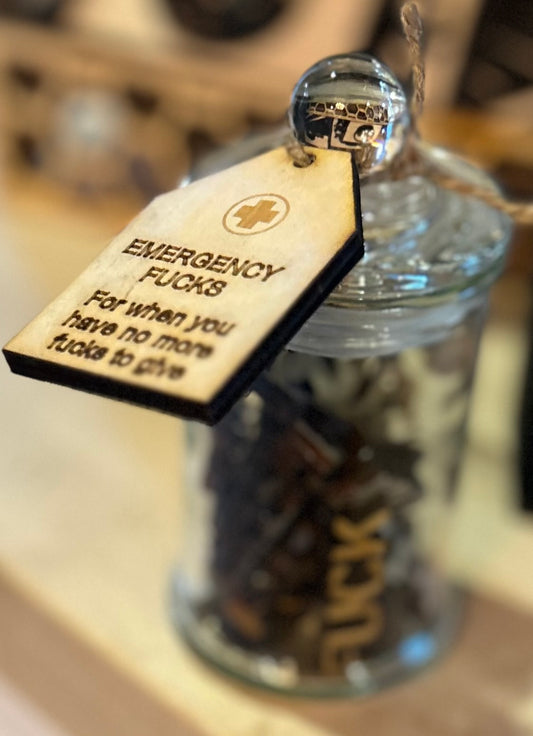 EMERGENCY
FUCKS
For when you
have no more
fucks to give
FUCK